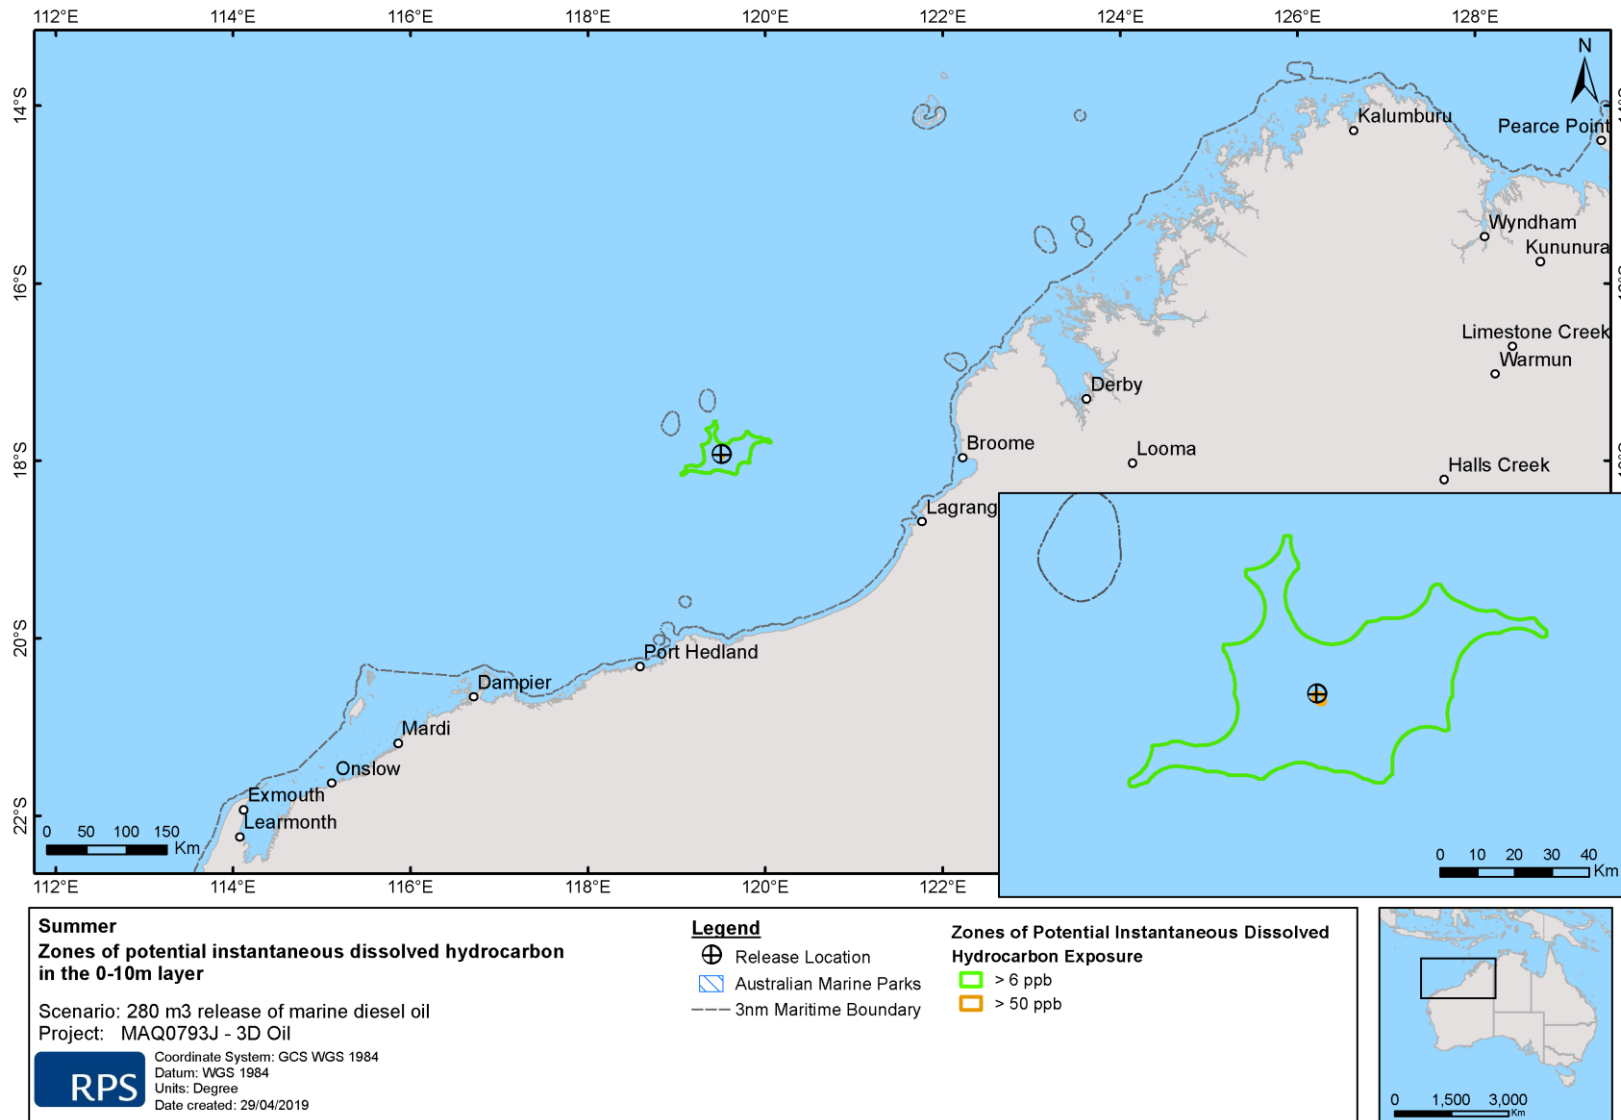 112°E 114°E 116°E 118°E 120°E 122°E 124°E 126°E 128°E
N
14°S
Kalumburu
Pearce Point
Wyndham
Kununura
16°S
Limestone Creek
Warmun
Derby
Broome
Looma
Halls Creek
18°S
Lagrang
20°S
Port Hedland
Dampier
Mardi
Onslow
Exmouth
Learmonth
22°S
0 50 100 150
Km
0 10 20 30 40
Km
112°E 114°E 116°E 118°E 120°E 122°E
Summer
Zones of potential instantaneous dissolved hydrocarbon
in the 0-10m layer
Scenario: 280 m3 release of marine diesel oil
Project: MAQ0793J - 3D Oil
RPS
Coordinate System: GCS WGS 1984
Datum: WGS 1984
Units: Degree
Date created: 29/04/2019
Legend
Release Location
Australian Marine Parks
3nm Maritime Boundary
Zones of Potential Instantaneous Dissolved
Hydrocarbon Exposure
> 6 ppb
> 50 ppb
0 1,500 3,000
Km